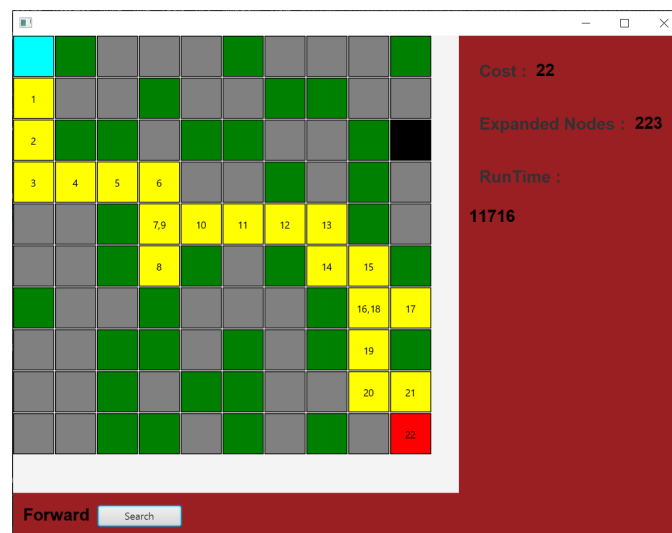 Cost : 22
1
2
Expanded Nodes : 223
3 4 5 6
RunTime :
7,9 10 11 12 13
11716
8 14 15
16,18 17
19
20 21
22
Forward Search